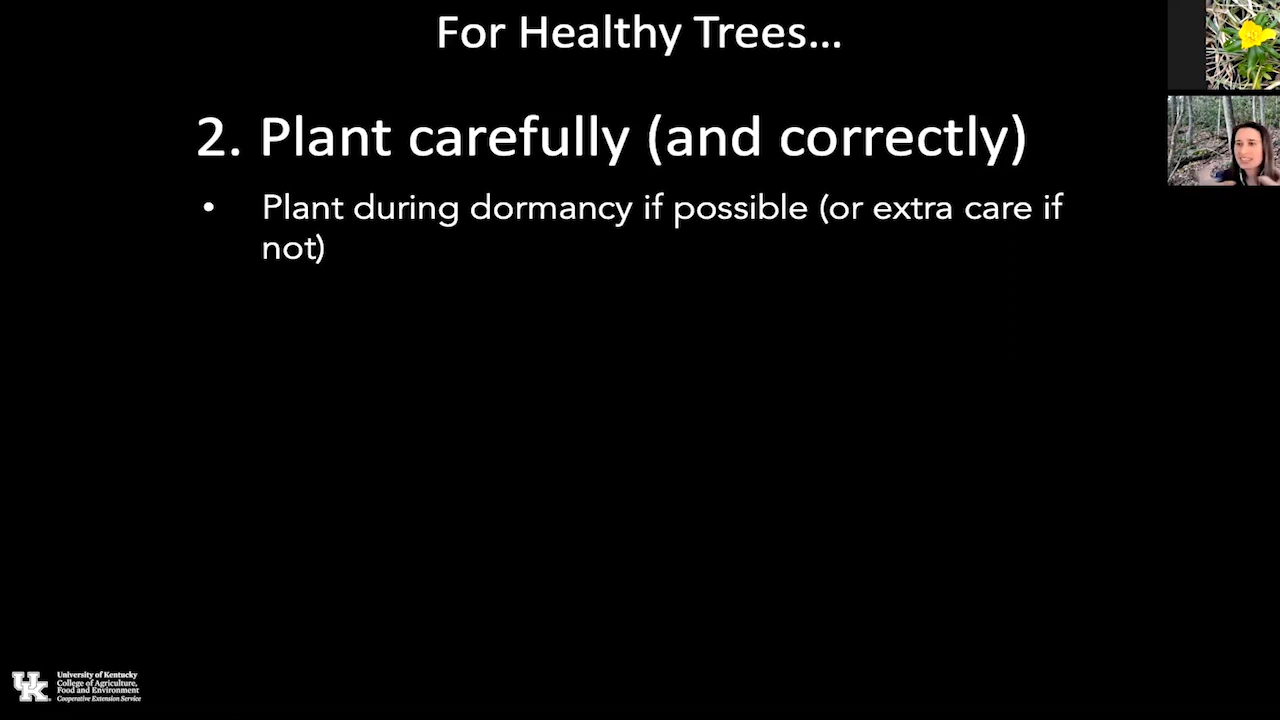 For Healthy Trees...
2. Plant carefully (and correctly)
• Plant during dormancy if possible (or extra care if
not)
UK
University of Kentucky
College of Agriculture,
Food and Environment
Cooperative Extension Service